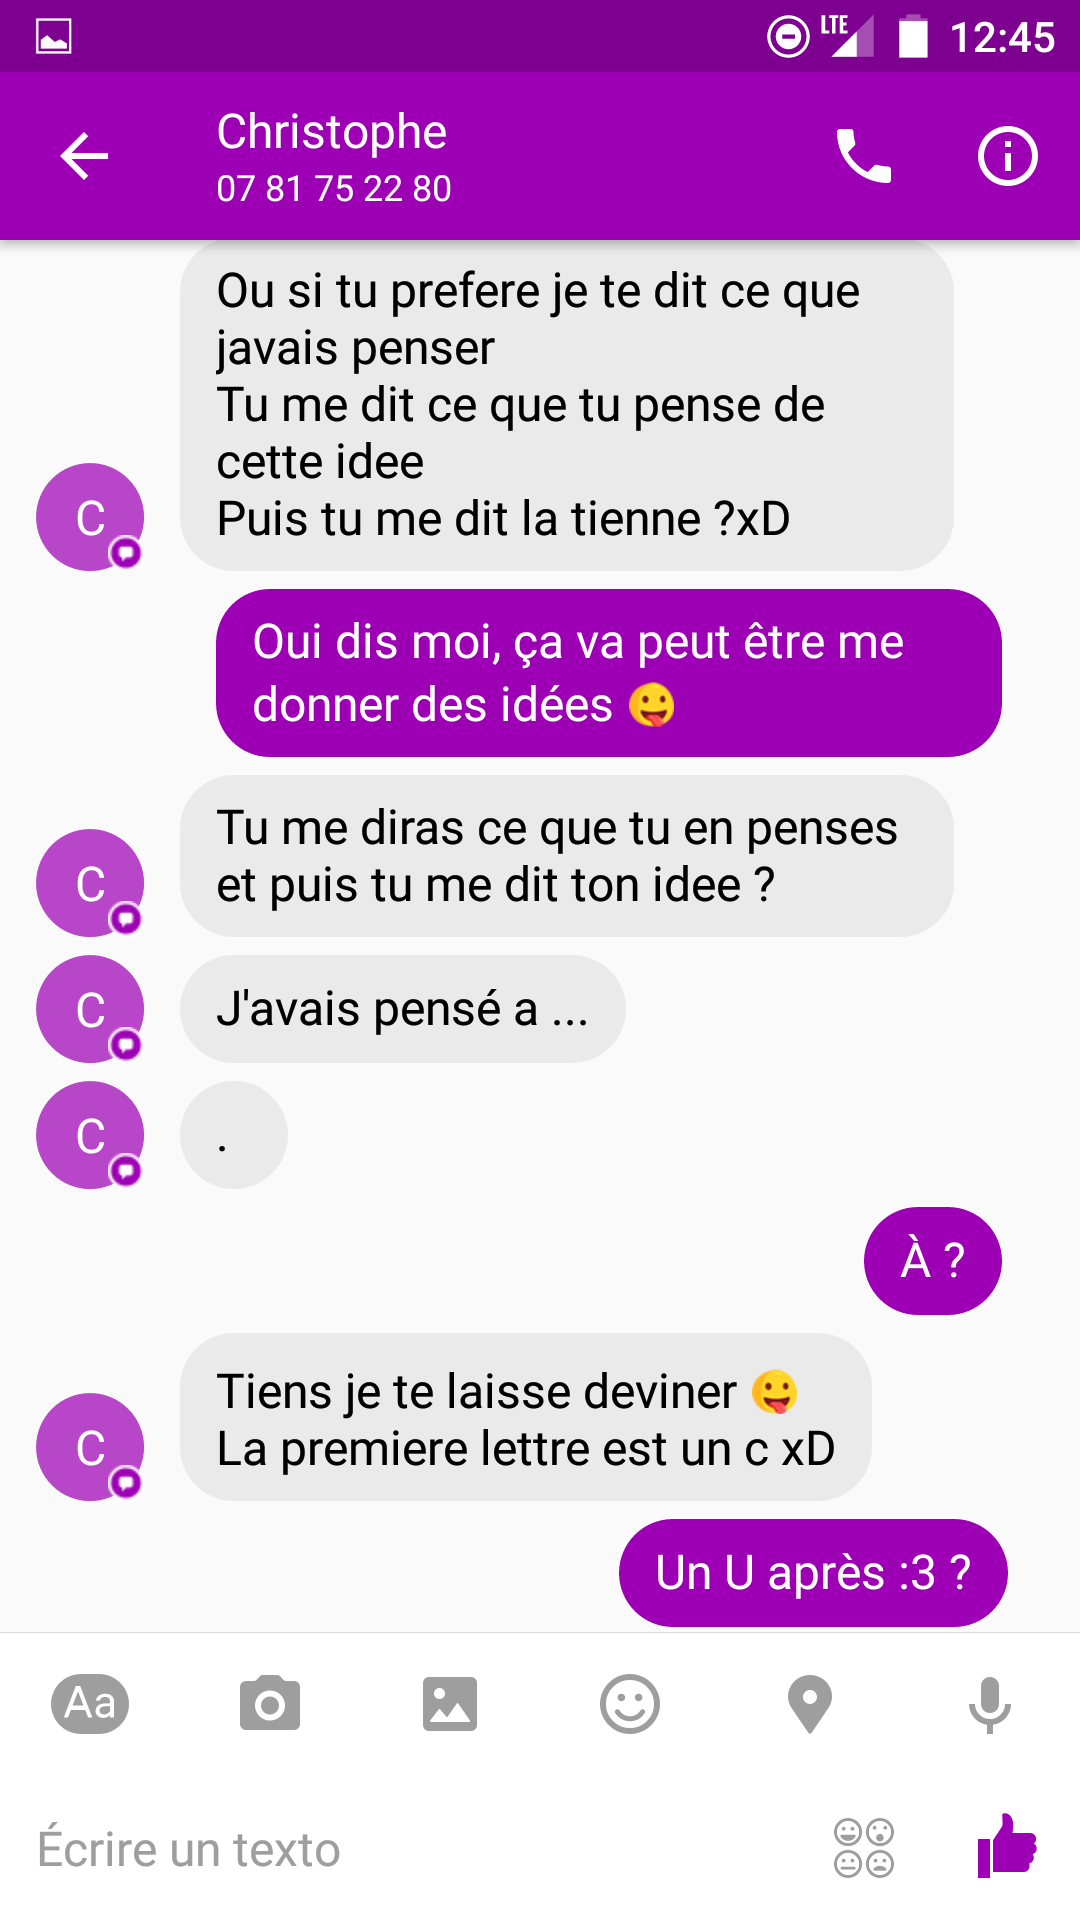 LTE 12:45
Christophe
07 81 75 22 80
Ou si tu prefere je te dit ce que
javais penser
Tu me dit ce que tu pense de
cette idee
Puis tu me dit la tienne ?xD
C
Oui dis moi, ça va peut être me
donner des idées 😜
Tu me diras ce que tu en penses
et puis tu me dit ton idee ?
C
C
J'avais pensé a ...
C
.
À ?
Tiens je te laisse deviner 😜
La premiere lettre est un c xD
C
Un U après :3 ?
Aa
Écrire un texto